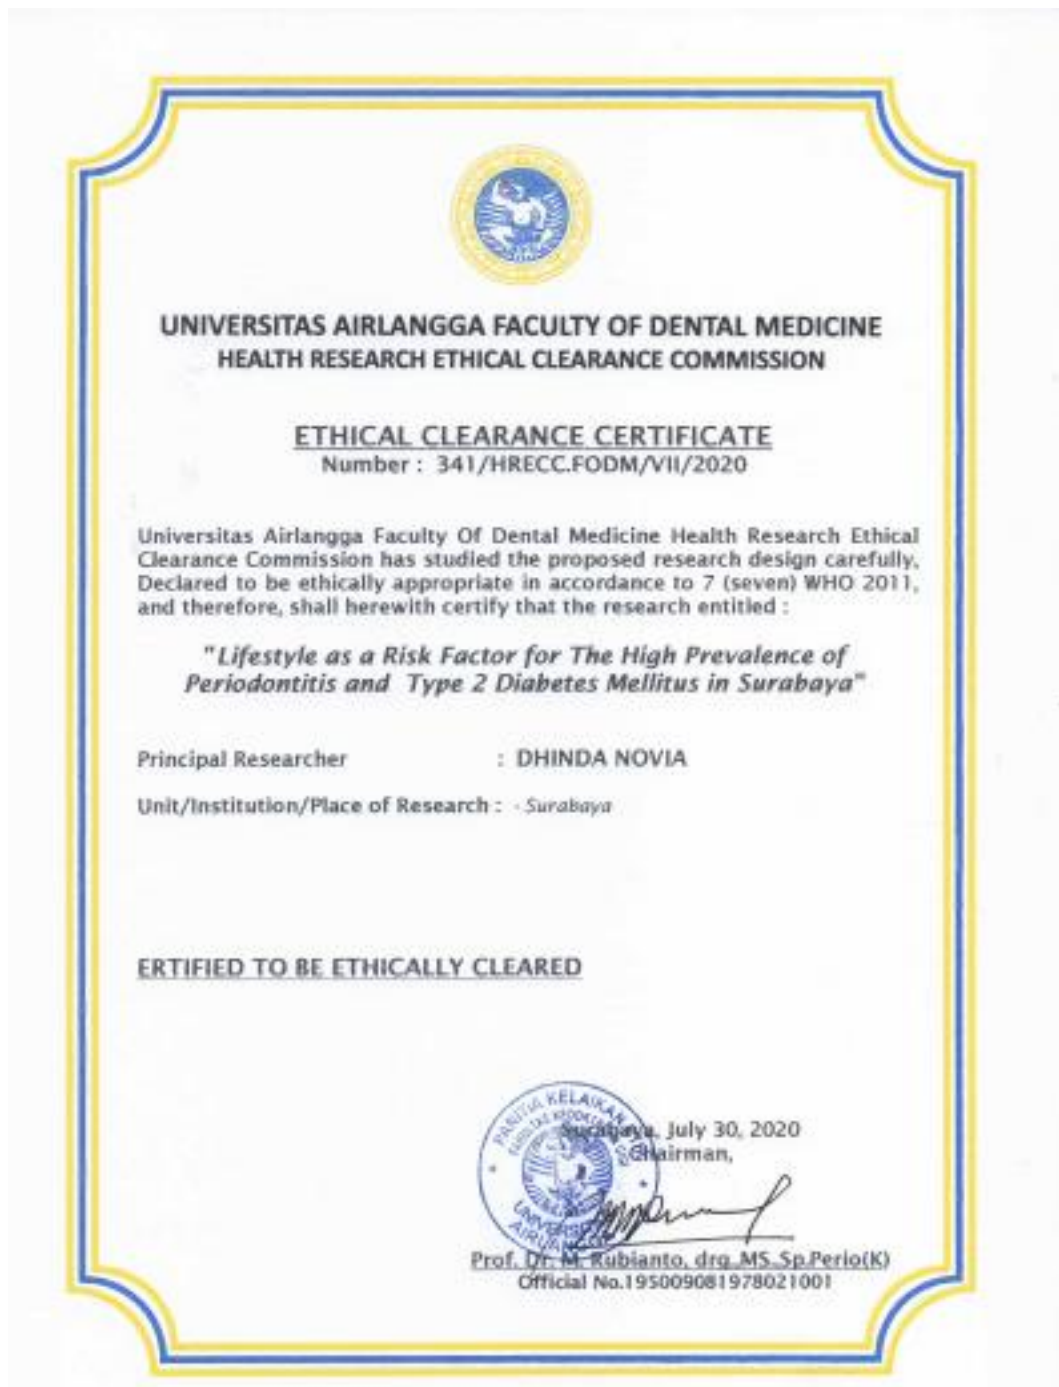 UNIVERSITAS AIRLANGGA FACULTY OF DENTAL MEDICINE
HEALTH RESEARCH ETHICAL CLEARANCE COMMISSION
ETHICAL CLEARANCE CERTIFICATE
Number : 341/HRECC.FODM/VII/2020
Universitas Airlangga Faculty Of Dental Medicine Health Research Ethical
Clearance Commission has studied the proposed research design carefully,
Declared to be ethically appropriate in accordance to 7 (seven) WHO 2011,
and therefore, shall herewith certify that the research entitled :
"Lifestyle as a Risk Factor for The High Prevalence of
Periodontitis and Type 2 Diabetes Mellitus in Surabaya"
Principal Researcher : DHINDA NOVIA
Unit/Institution/Place of Research : - Surabaya
ERTIFIED TO BE ETHICALLY CLEARED
PANITIA KELAIKAN
UNIVERSITAS AIRLANGGA
Surabaya, July 30, 2020
Chairman,
Prof. Dr. M. Rubianto, drg.,MS.,Sp.Perio(K)
Official No.195009081978021001